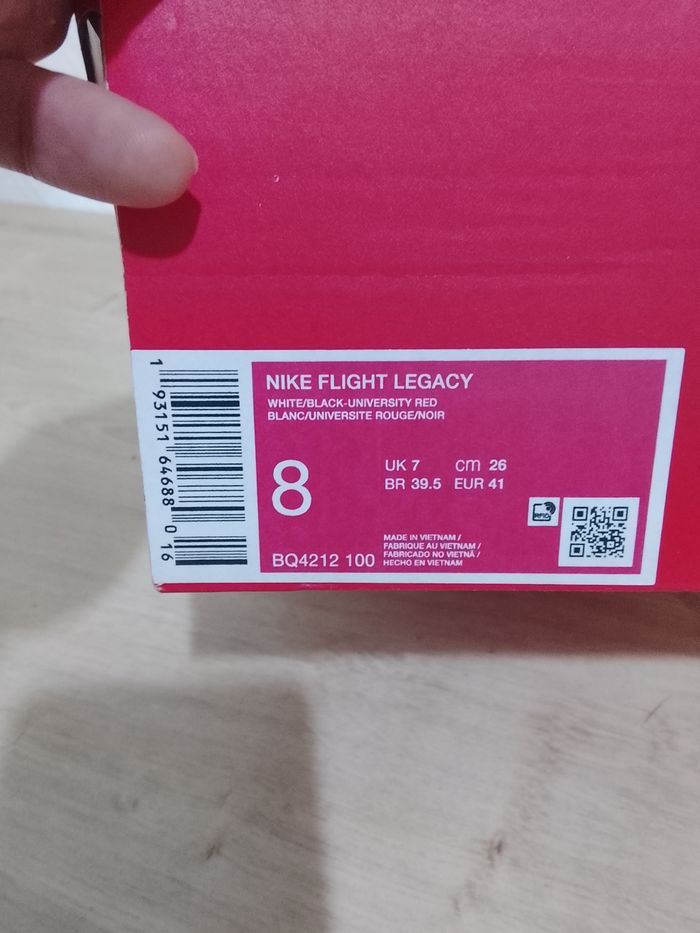 1 93151 64688 0 16
NIKE FLIGHT LEGACY
WHITE/BLACK-UNIVERSITY RED
BLANC/UNIVERSITE ROUGE/NOIR
8
UK 7 cm 26
BR 39.5 EUR 41
RFID
BQ4212 100
MADE IN VIETNAM /
FABRIQUE AU VIETNAM /
FABRICADO NO VIETNÃ /
HECHO EN VIETNAM